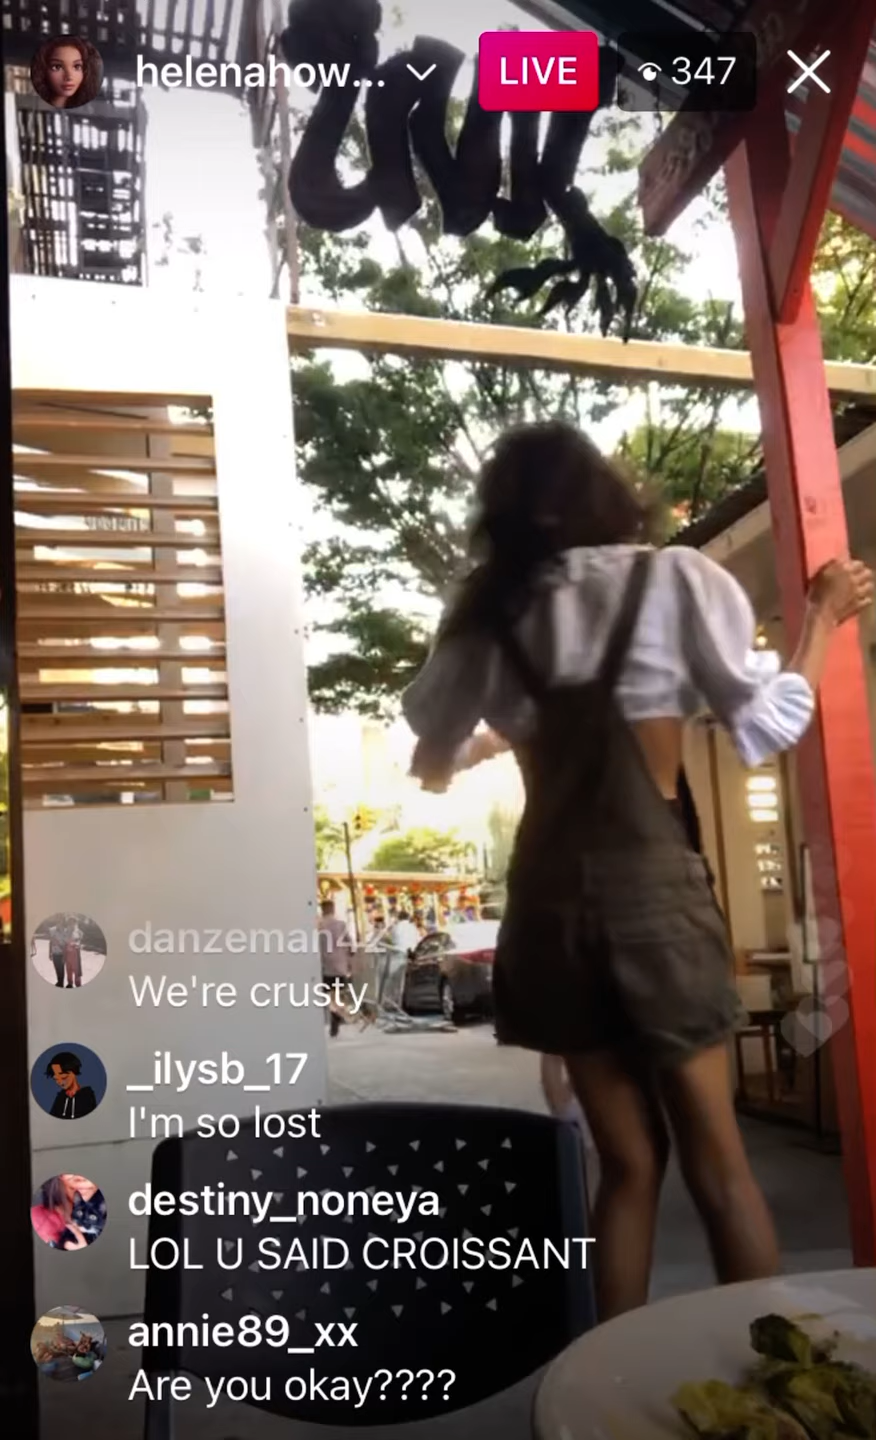 helenahow...
LIVE
347
danzeman42
We're crusty
_ilysb_17
I'm so lost
destiny_noneya
LOL U SAID CROISSANT
annie89_xx
Are you okay????